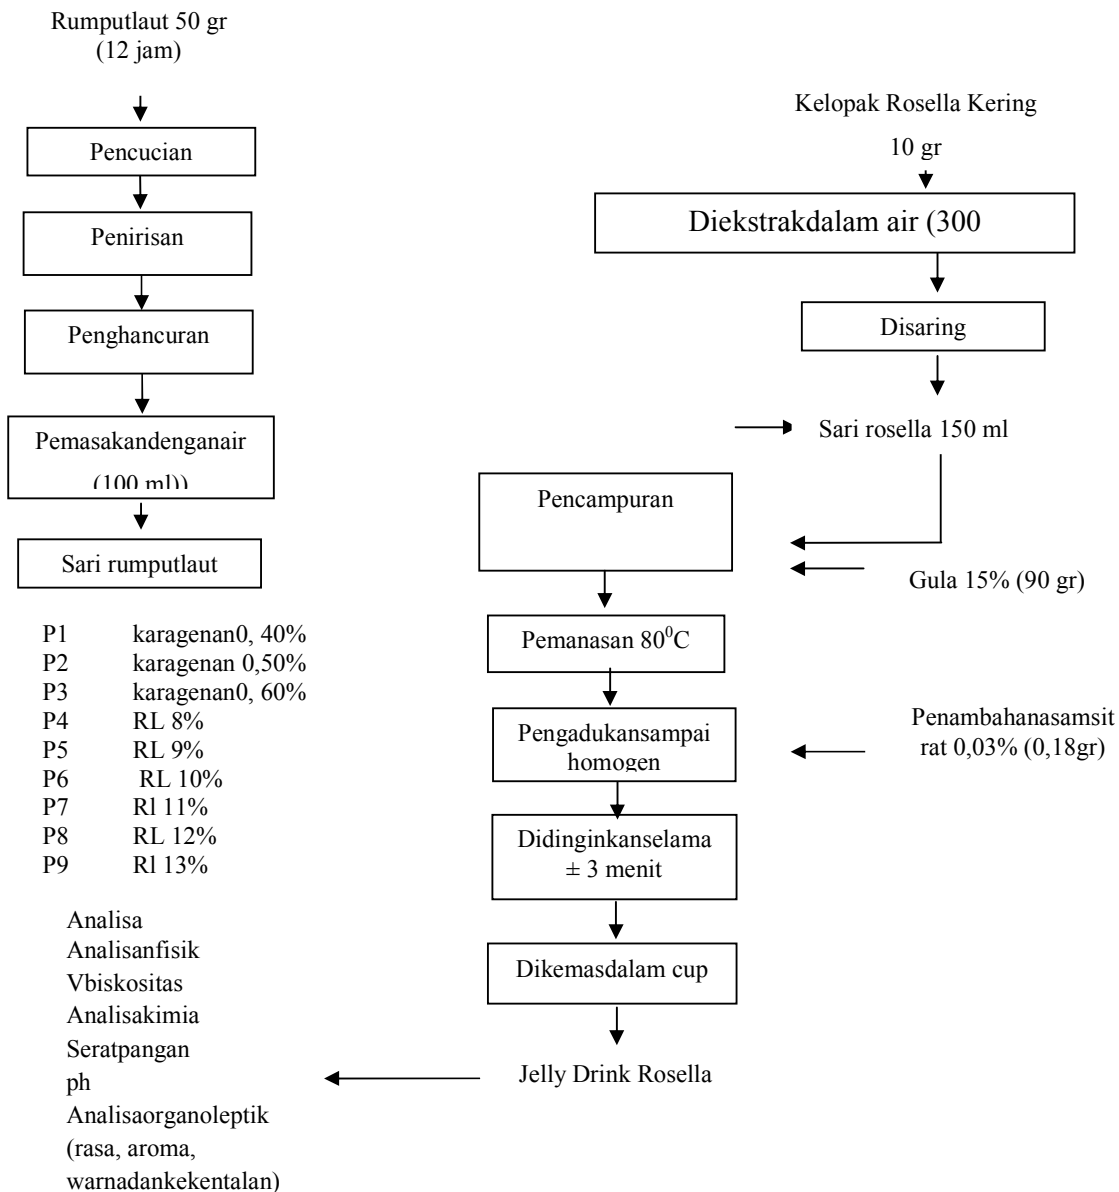 Rumputlaut 50 gr
(12 jam)
Pencucian
Penirisan
Penghancuran
Pemasakandenganair
(100 ml))
Sari rumputlaut
P1 karagenan0, 40%
P2 karagenan 0,50%
P3 karagenan0, 60%
P4 RL 8%
P5 RL 9%
P6 RL 10%
P7 Rl 11%
P8 RL 12%
P9 Rl 13%
Kelopak Rosella Kering
10 gr
Diekstrakdalam air (300
Disaring
Sari rosella 150 ml
Pencampuran
Gula 15% (90 gr)
Pemanasan 80⁰C
Pengadukansampai
homogen
Penambahanasamsit
rat 0,03% (0,18gr)
Didinginkanselama
± 3 menit
Dikemasdalam cup
Jelly Drink Rosella
Analisa
Analisanfisik
Vbiskositas
Analisakimia
Seratpangan
ph
Analisaorganoleptik
(rasa, aroma,
warnadankekentalan)